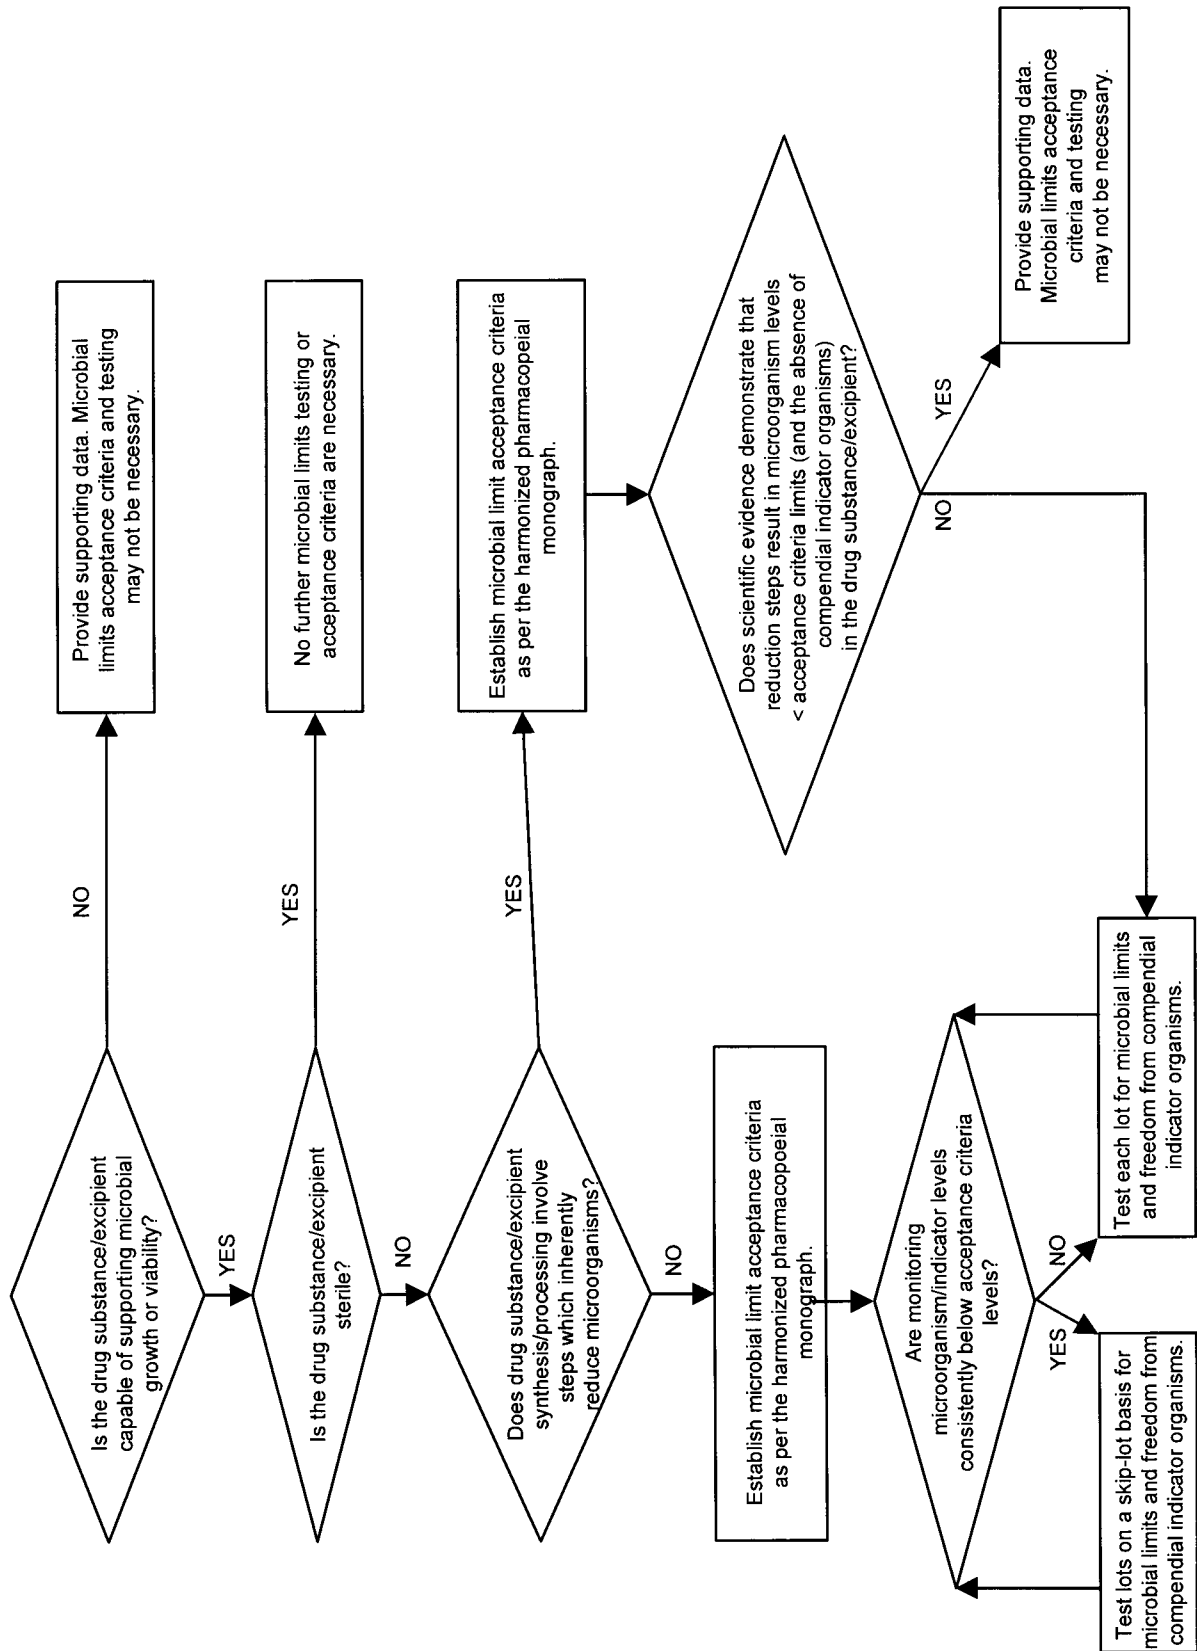 Is the drug substance/excipient
capable of supporting microbial
growth or viability?
NO
Provide supporting data. Microbial
limits acceptance criteria and testing
may not be necessary.
YES
Is the drug substance/excipient
sterile?
YES
No further microbial limits testing or
acceptance criteria are necessary.
NO
Does drug substance/excipient
synthesis/processing involve
steps which inherently
reduce microorganisms?
YES
Establish microbial limit acceptance criteria
as per the harmonized pharmacopeial
monograph.
NO
Establish microbial limit acceptance criteria
as per the harmonized pharmacopoeial
monograph.
Does scientific evidence demonstrate that
reduction steps result in microorganism levels
< acceptance criteria limits (and the absence of
compendial indicator organisms)
in the drug substance/excipient?
YES
Provide supporting data.
Microbial limits acceptance
criteria and testing
may not be necessary.
NO
Are monitoring
microorganism/indicator levels
consistently below acceptance criteria
levels?
YES
NO
Test lots on a skip-lot basis for
microbial limits and freedom from
compendial indicator organisms.
Test each lot for microbial limits
and freedom from compendial
indicator organisms.